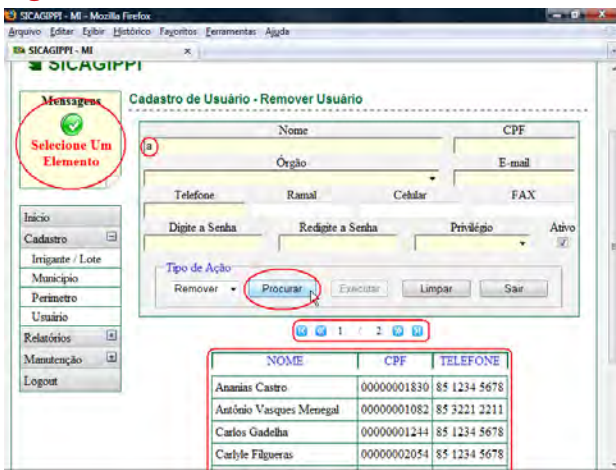 SICAGIPPI - MI - Mozilla Firefox
Arquivo Editar Exibir Histórico Favoritos Ferramentas Ajuda
SICAGIPPI - MI
SICAGIPPI
Mensagens
Selecione Um
Elemento
Início
Cadastro
Irrigante / Lote
Município
Perímetro
Usuário
Relatórios
Manutenção
Logout
Cadastro de Usuário - Remover Usuário
Nome CPF
a
Órgão E-mail
Telefone Ramal Celular FAX
Digite a Senha Redigite a Senha Privilégio Ativo
Tipo de Ação
Remover Procurar Executar Limpar Sair
1 / 2
NOME CPF TELEFONE
Ananias Castro 00000001830 85 1234 5678
Antônio Vasques Menegal 00000001082 85 3221 2211
Carlos Gadelha 00000001244 85 1234 5678
Carlyle Filgueras 00000002054 85 1234 5678